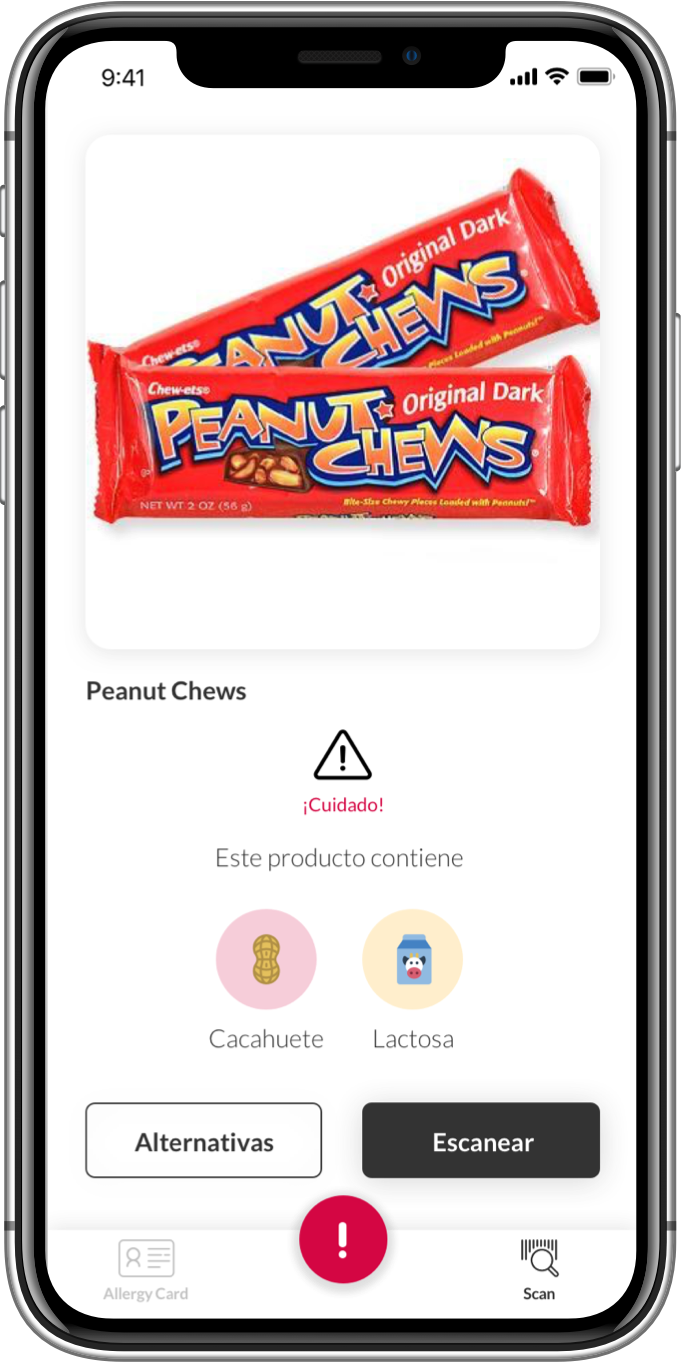 9:41
Original Dark
Chew-ets
PEANUT
CHEWS
Pieces Loaded with Peanuts!™
Chew-ets
Original Dark
PEANUT
CHEWS
NET WT 2 OZ (56 g)
Bite-Size Chewy Pieces Loaded with Peanuts!™
Peanut Chews
¡Cuidado!
Este producto contiene
Cacahuete
Lactosa
Alternativas
Escanear
Allergy Card
Scan